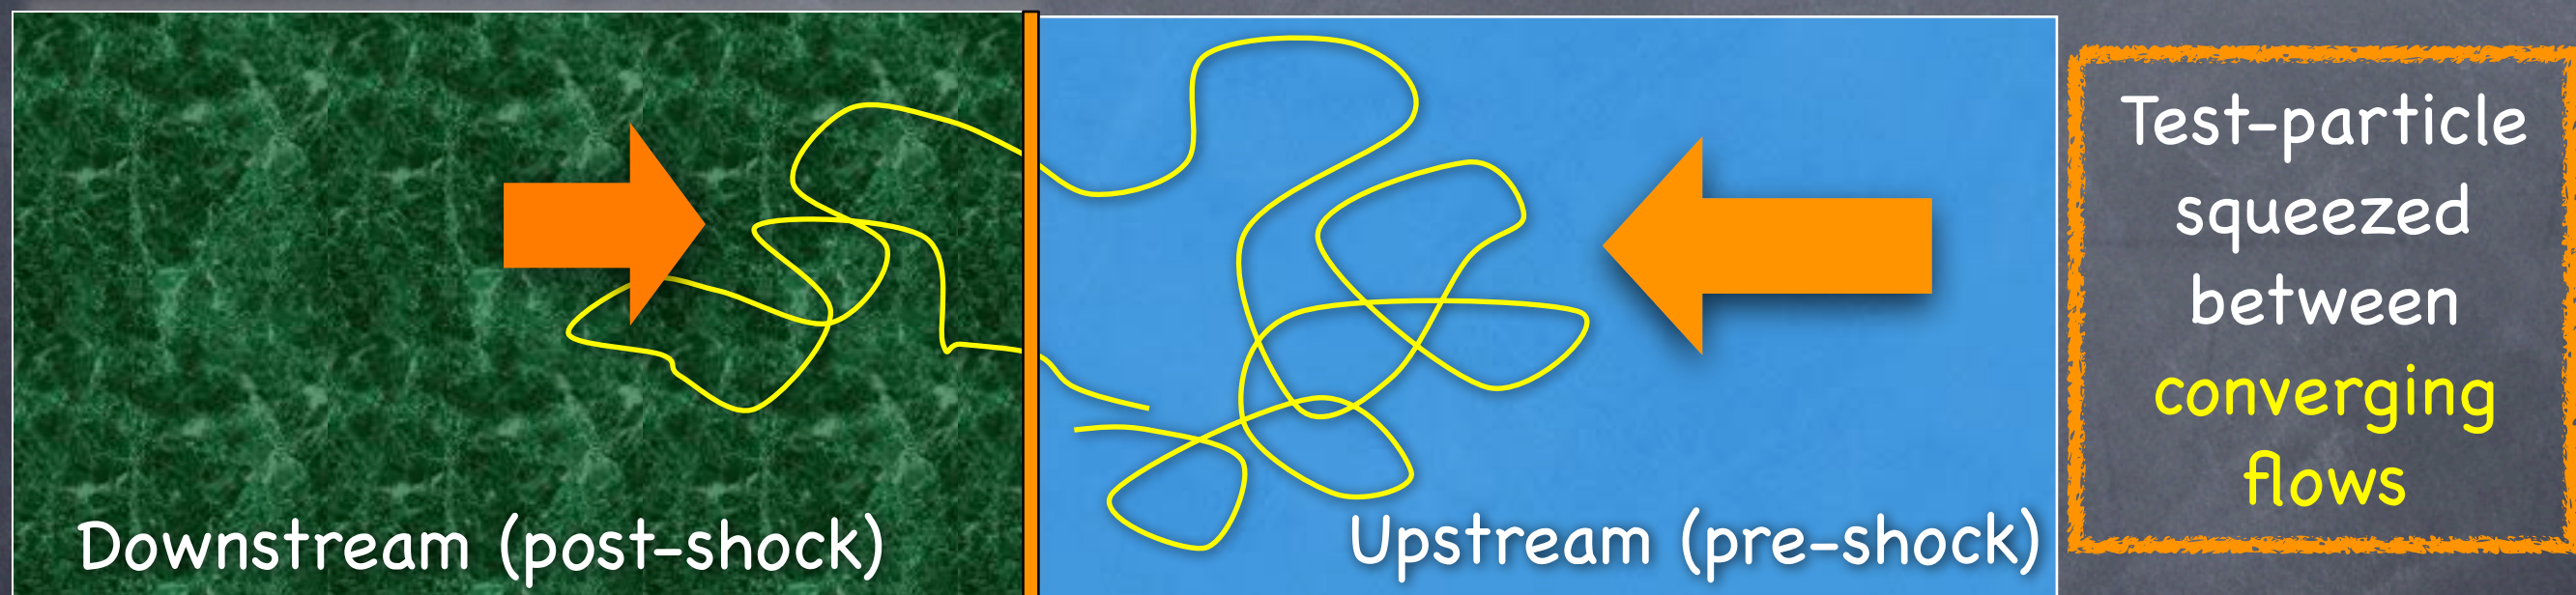 Downstream (post-shock)
Upstream (pre-shock)
Test-particle
squeezed
between
converging
flows